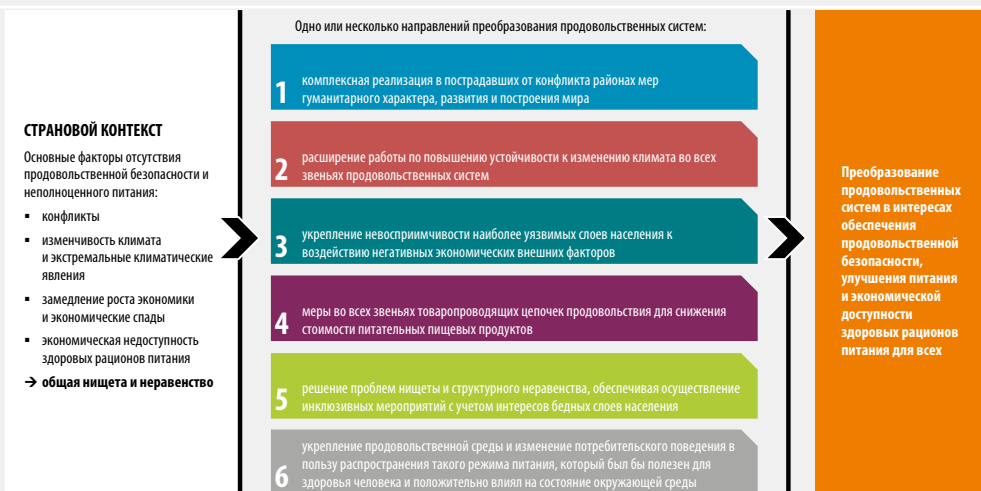 Одно или несколько направлений преобразования продовольственных систем:
СТРАНОВОЙ КОНТЕКСТ
Основные факторы отсутствия
продовольственной безопасности и
неполноценного питания:
▪ конфликты
▪ изменчивость климата
и экстремальные климатические
явления
▪ замедление роста экономики
и экономические спады
▪ экономическая недоступность
здоровых рационов питания
→ общая нищета и неравенство
1 комплексная реализация в пострадавших от конфликта районах мер
гуманитарного характера, развития и построения мира
2 расширение работы по повышению устойчивости к изменению климата во всех
звеньях продовольственных систем
3 укрепление невосприимчивости наиболее уязвимых слоев населения к
воздействию негативных экономических внешних факторов
4 меры во всех звеньях товаропроводящих цепочек продовольствия для снижения
стоимости питательных пищевых продуктов
5 решение проблем нищеты и структурного неравенства, обеспечивая осуществление
инклюзивных мероприятий с учетом интересов бедных слоев населения
6 укрепление продовольственной среды и изменение потребительского поведения в
пользу распространения такого режима питания, который был бы полезен для
здоровья человека и положительно влиял на состояние окружающей среды
Преобразование
продовольственных
систем в интересах
обеспечения
продовольственной
безопасности,
улучшения питания
и экономической
доступности
здоровых рационов
питания для всех